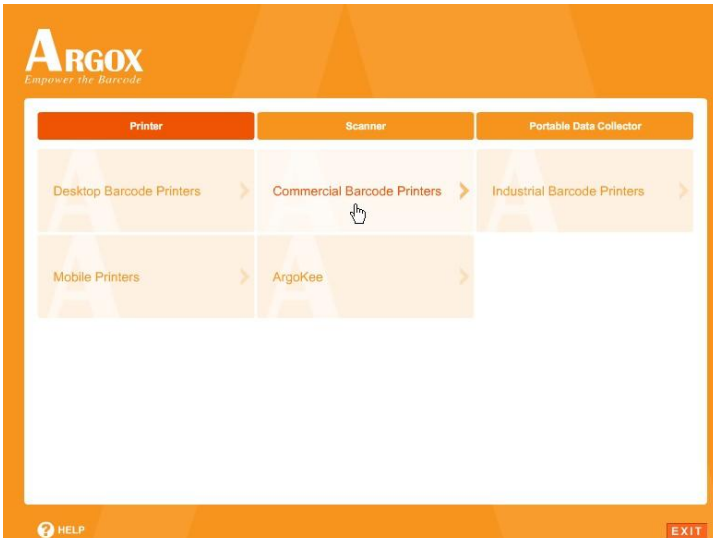 ARGOX
Empower the Barcode
Printer
Scanner
Portable Data Collector
Desktop Barcode Printers
Commercial Barcode Printers
Industrial Barcode Printers
Mobile Printers
ArgoKee
? HELP
EXIT